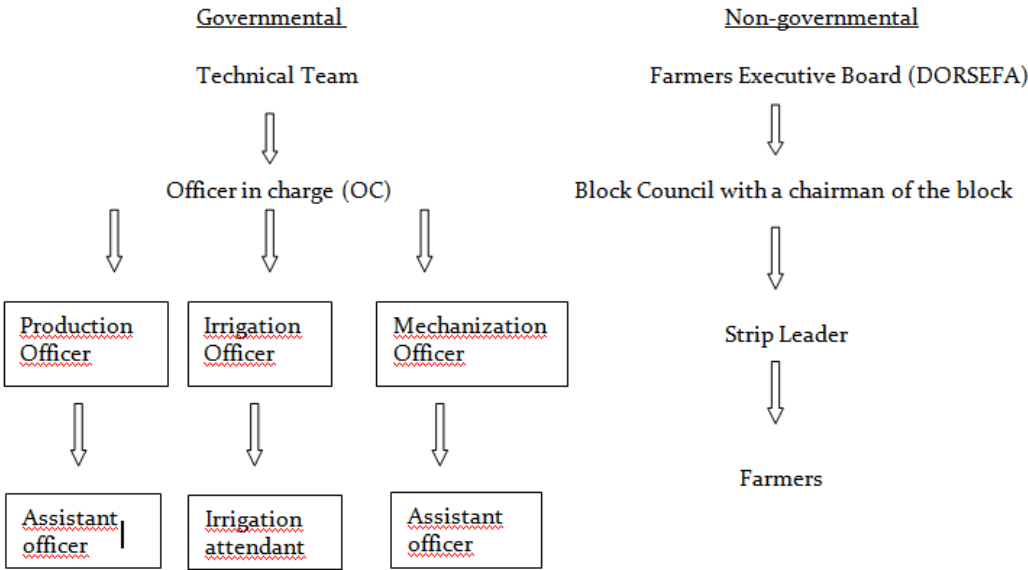 Governmental
Non-governmental
Technical Team
Farmers Executive Board (DORSEFA)
Officer in charge (OC)
Block Council with a chairman of the block
Production
Officer
Irrigation
Officer
Mechanization
Officer
Strip Leader
Farmers
Assistant
officer
Irrigation
attendant
Assistant
officer